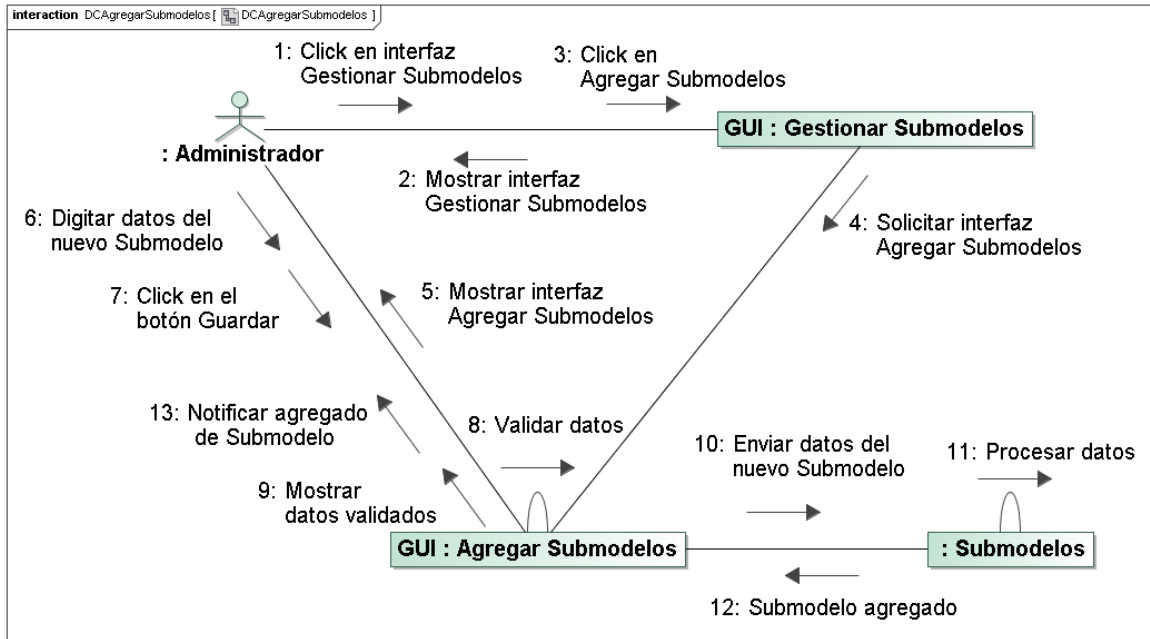 interaction DCAgregarSubmodelos [ DCAgregarSubmodelos ]
1: Click en interfaz
Gestionar Submodelos
3: Click en
Agregar Submodelos
GUI : Gestionar Submodelos
: Administrador
2: Mostrar interfaz
Gestionar Submodelos
6: Digitar datos del
nuevo Submodelo
4: Solicitar interfaz
Agregar Submodelos
7: Click en el
botón Guardar
5: Mostrar interfaz
Agregar Submodelos
13: Notificar agregado
de Submodelo
8: Validar datos
10: Enviar datos del
nuevo Submodelo
11: Procesar datos
9: Mostrar
datos validados
GUI : Agregar Submodelos
: Submodelos
12: Submodelo agregado